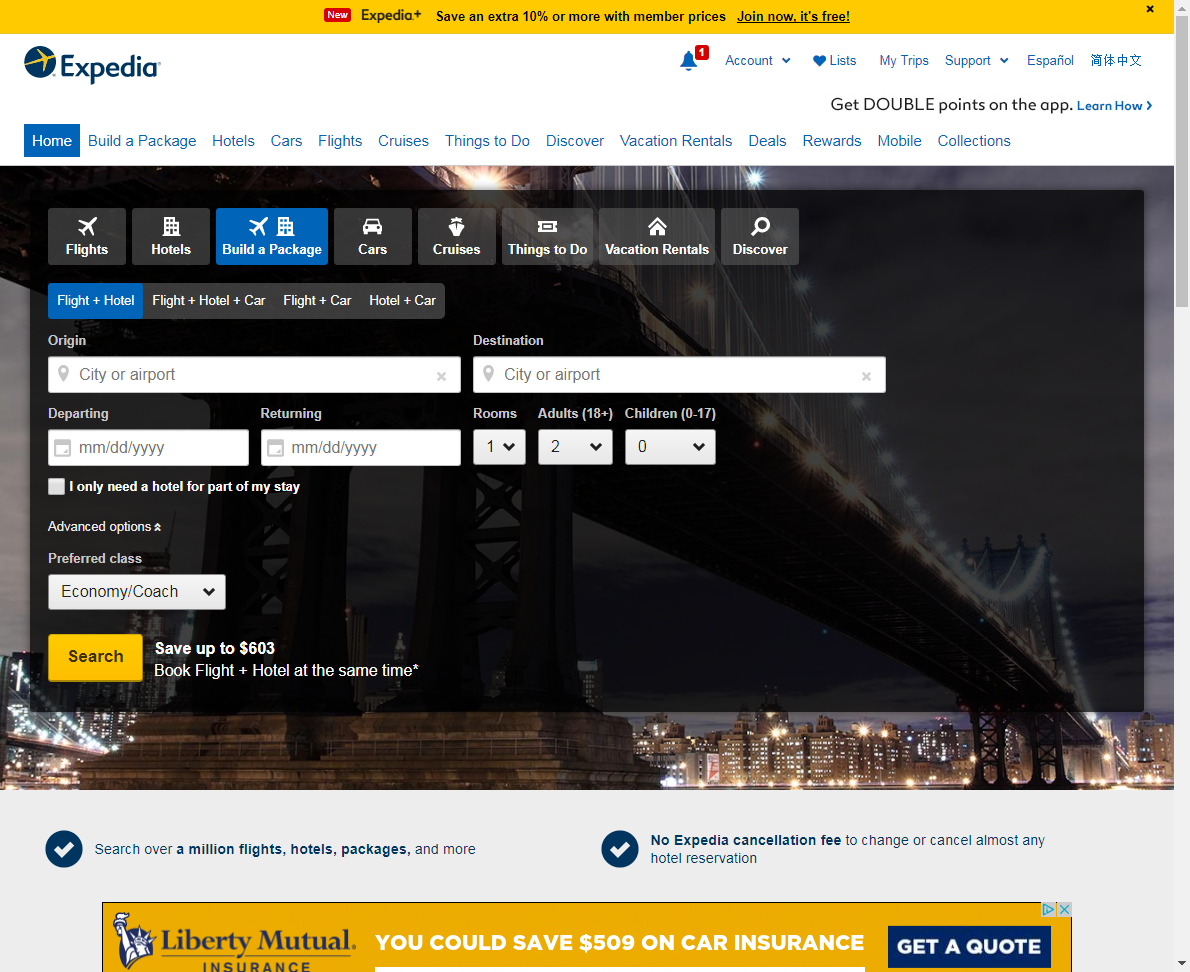 New Expedia+ Save an extra 10% or more with member prices Join now, it's free!
Expedia
1 Account Lists My Trips Support Español 简体中文
Get DOUBLE points on the app. Learn How
Home Build a Package Hotels Cars Flights Cruises Things to Do Discover Vacation Rentals Deals Rewards Mobile Collections
Flights Hotels Build a Package Cars Cruises Things to Do Vacation Rentals Discover
Flight + Hotel Flight + Hotel + Car Flight + Car Hotel + Car
Origin Destination
City or airport City or airport
Departing Returning Rooms Adults (18+) Children (0-17)
mm/dd/yyyy mm/dd/yyyy 1 2 0
I only need a hotel for part of my stay
Advanced options
Preferred class
Economy/Coach
Search
Save up to $603
Book Flight + Hotel at the same time*
Search over a million flights, hotels, packages, and more
No Expedia cancellation fee to change or cancel almost any
hotel reservation
Liberty Mutual.
INSURANCE
YOU COULD SAVE $509 ON CAR INSURANCE
GET A QUOTE